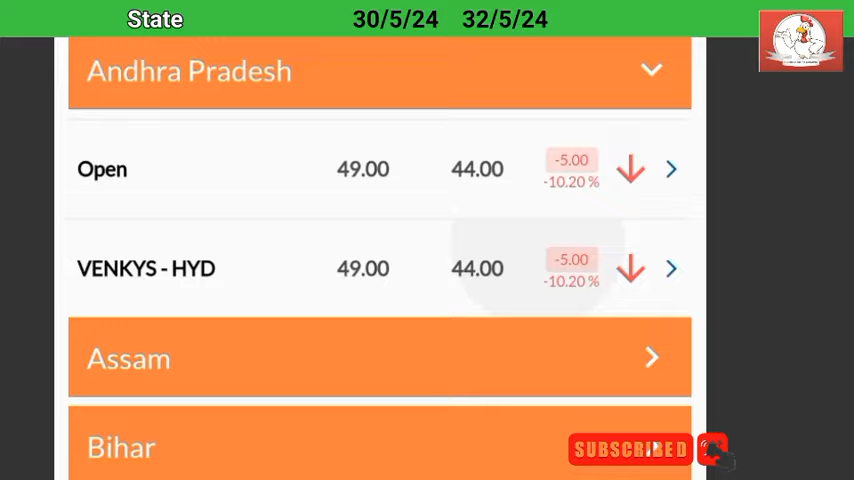 State 30/5/24 32/5/24
Andhra Pradesh
Open 49.00 44.00 -5.00
-10.20 %
VENKYS - HYD 49.00 44.00 -5.00
-10.20 %
Assam
Bihar
SUBSCRIBED